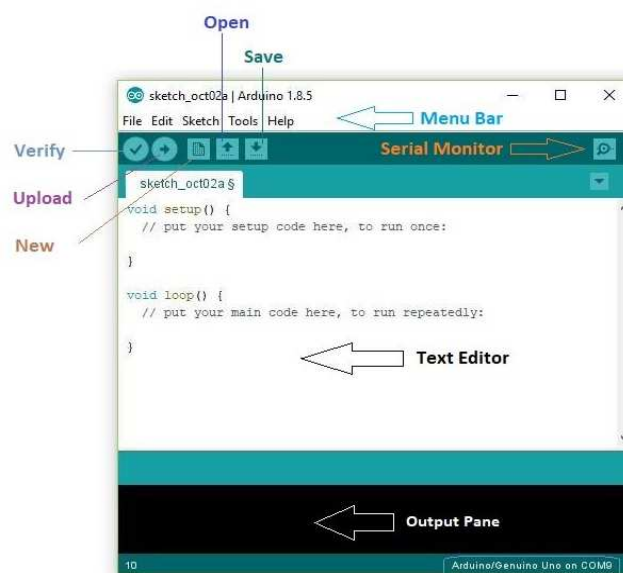 Open
Save
sketch_oct02a | Arduino 1.8.5
File Edit Sketch Tools Help
Menu Bar
Verify
Serial Monitor
Upload
sketch_oct02a §
New
void setup() {
// put your setup code here, to run once:
}
void loop() {
// put your main code here, to run repeatedly:
}
Text Editor
Output Pane
10
Arduino/Genuino Uno on COM9